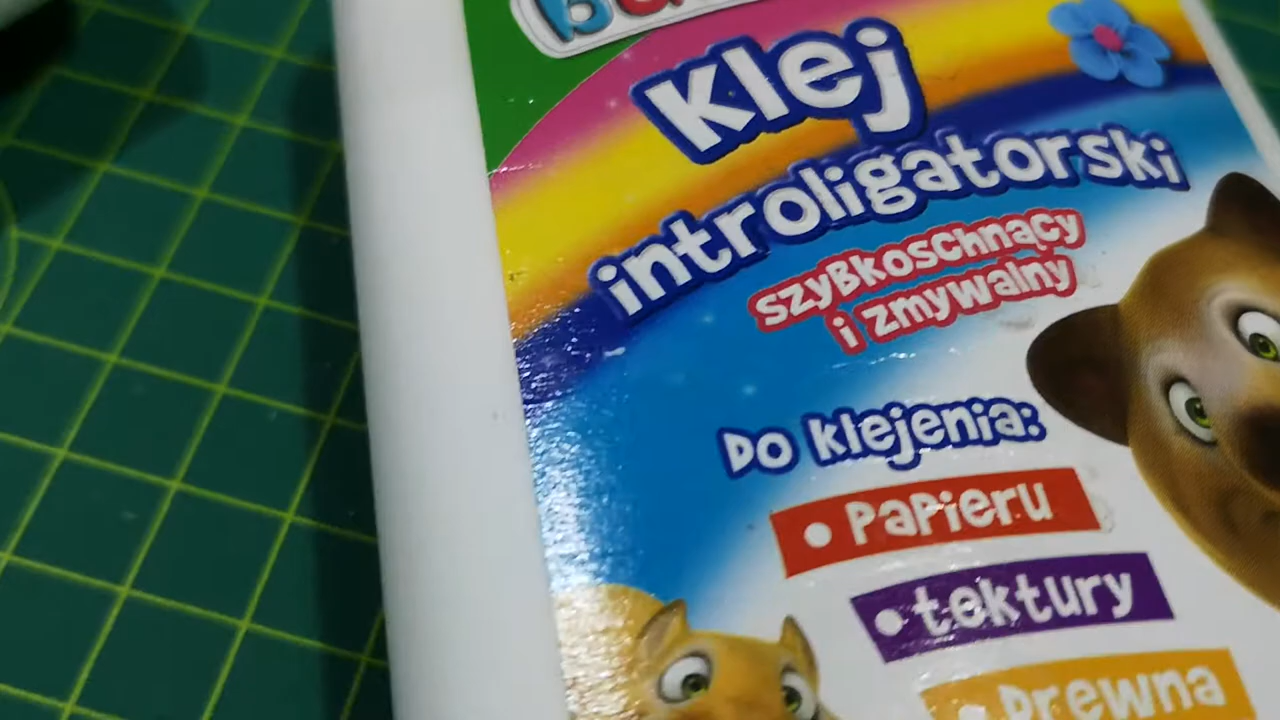 Klej
introligatorski
szybkoschnący
i zmywalny
Do klejenia:
• papieru
• tektury
• Drewna